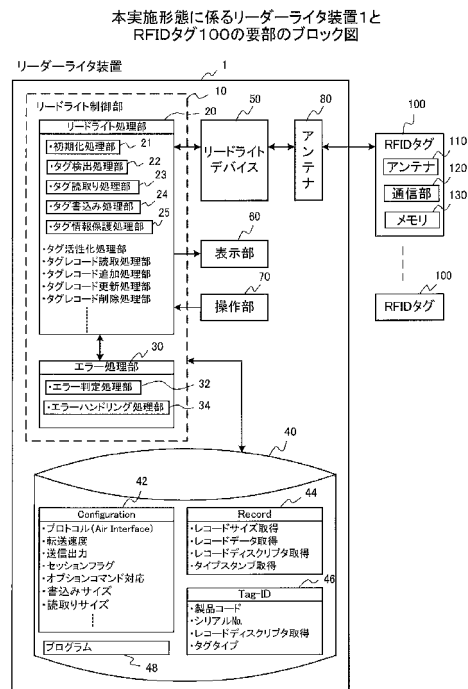 本実施形態に係るリーダーライタ装置1と
RFIDタグ100の要部のブロック図
リーダーライタ装置
1
リードライト制御部
10
リードライト処理部
20
・初期化処理部
21
・タグ検出処理部
22
・タグ読取り処理部
23
・タグ書込み処理部
24
・タグ情報保護処理部
25
・タグ活性化処理部
・タグレコード読取処理部
・タグレコード追加処理部
・タグレコード更新処理部
・タグレコード削除処理部
50
リードライト
デバイス
80
アンテナ
60
表示部
70
操作部
100
RFIDタグ
アンテナ
110
通信部
120
メモリ
130
100
RFIDタグ
エラー処理部
30
・エラー判定処理部
32
・エラーハンドリング処理部
34
40
42
Configuration
・プロトコル(Air Interface)
・転送速度
・送信出力
・セッションフラグ
・オプションコマンド対応
・書込みサイズ
・読取りサイズ
プログラム
48
44
Record
・レコードサイズ取得
・レコードデータ取得
・レコードディスクリプタ取得
・タイプスタンプ取得
46
Tag-ID
・製品コード
・シリアルNo.
・レコードディスクリプタ取得
・タグタイプ